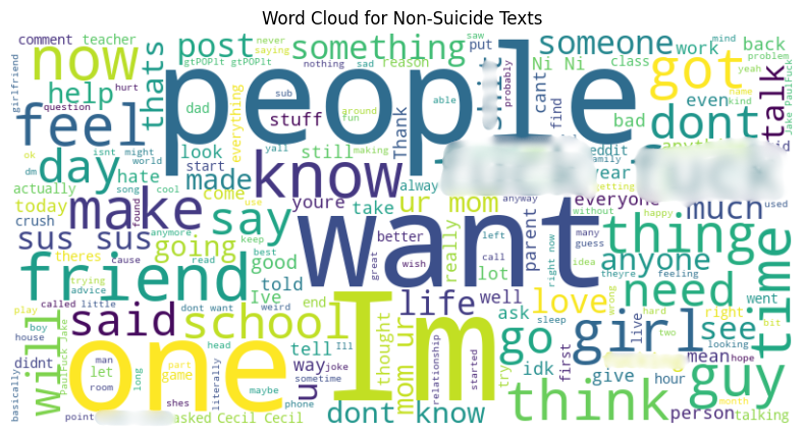 Word Cloud for Non-Suicide Texts
comment teacher
post
gtPOPlt gtPOPlt
never
saying
something
saw
put
someone
mind
back
now
thats
help
question
hurt
girlfriend
dad
reason
nothing
sad
sub
stuff
everything
people
able
around
fun
probably
Ni Ni
work
class
cant
find
got
problem
yeah
name
kind
talk
Jake PaulFuck
feel
ok
dm
isnt
might
world
look
start
yall
making
Thank
still
bad
even
dont
year
day
hate
actually
song
cool
made
know
alway
today
crush
come
use
youre
take
ur mom
parent
anyway
getting
everyone
without
happy
much
used
make
found
say
want
many
guess
idea
theyre
feeling
thing
sus sus
anymore
going
keep
better
really
left
call
great
wish
right now
anyone
theres
cause
read
best
good
lot
friend
trying
advice
Ive
told
end
life
well
love
wrong
need
time
went
called
little
dont want
weird
said
school
Im
thought
ask
sleep
hard
right
bit
play
boy
house
PaulFuck Jake
will
didnt
one
head
tell
Ill
mom ur
relationship
started
go
first
live
two
girl
see
looking
basically
man
let
room
part
game
long
shes
literally
way
joke
sometime
u
try
idk
mean
hope
give
hour
guy
month
maybe
phone
point
asked
Cecil Cecil
dont know
think
person
talking